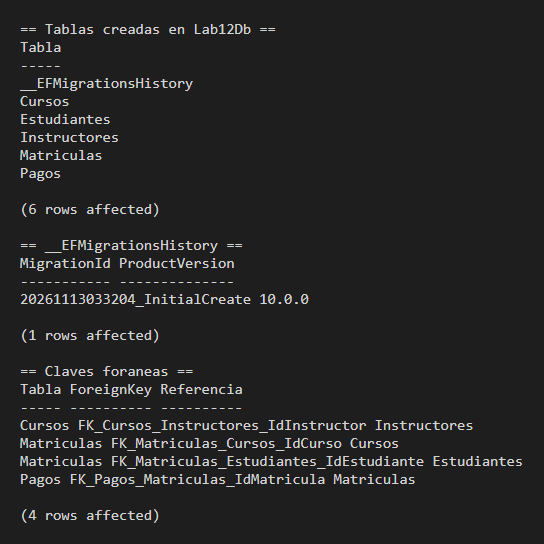 == Tablas creadas en Lab12Db ==
Tabla
-----
__EFMigrationsHistory
Cursos
Estudiantes
Instructores
Matriculas
Pagos
(6 rows affected)
== __EFMigrationsHistory ==
MigrationId ProductVersion
----------- --------------
20261113033204_InitialCreate 10.0.0
(1 rows affected)
== Claves foraneas ==
Tabla ForeignKey Referencia
----- ---------- ----------
Cursos FK_Cursos_Instructores_IdInstructor Instructores
Matriculas FK_Matriculas_Cursos_IdCurso Cursos
Matriculas FK_Matriculas_Estudiantes_IdEstudiante Estudiantes
Pagos FK_Pagos_Matriculas_IdMatricula Matriculas
(4 rows affected)